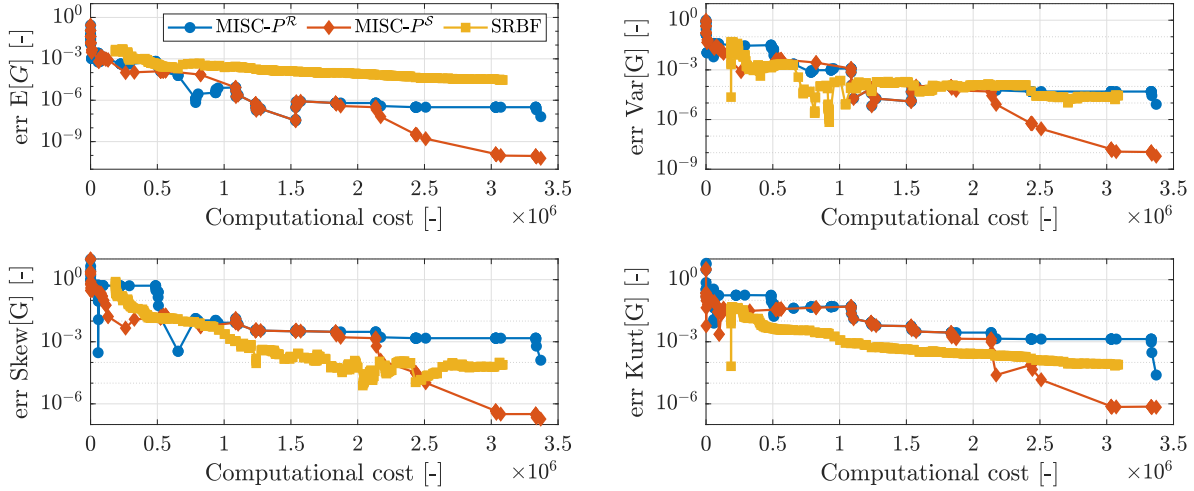 MISC-$P^{\mathcal{R}}$ MISC-$P^{\mathcal{S}}$ SRBF
err E[G] [-]
10^0
10^-3
10^-6
10^-9
0 0.5 1 1.5 2 2.5 3 3.5
Computational cost [-] ×10^6
err Var[G] [-]
10^0
10^-3
10^-6
10^-9
0 0.5 1 1.5 2 2.5 3 3.5
Computational cost [-] ×10^6
err Skew[G] [-]
10^0
10^-3
10^-6
0 0.5 1 1.5 2 2.5 3 3.5
Computational cost [-] ×10^6
err Kurt[G] [-]
10^0
10^-3
10^-6
0 0.5 1 1.5 2 2.5 3 3.5
Computational cost [-] ×10^6